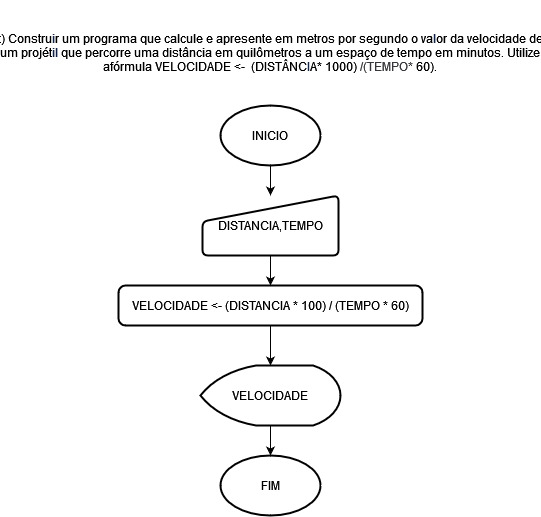 :) Construir um programa que calcule e apresente em metros por segundo o valor da velocidade de
um projétil que percorre uma distância em quilômetros a um espaço de tempo em minutos. Utilize
afórmula VELOCIDADE <- (DISTÂNCIA* 1000) /(TEMPO* 60).
INICIO
DISTANCIA,TEMPO
VELOCIDADE <- (DISTANCIA * 100) / (TEMPO * 60)
VELOCIDADE
FIM